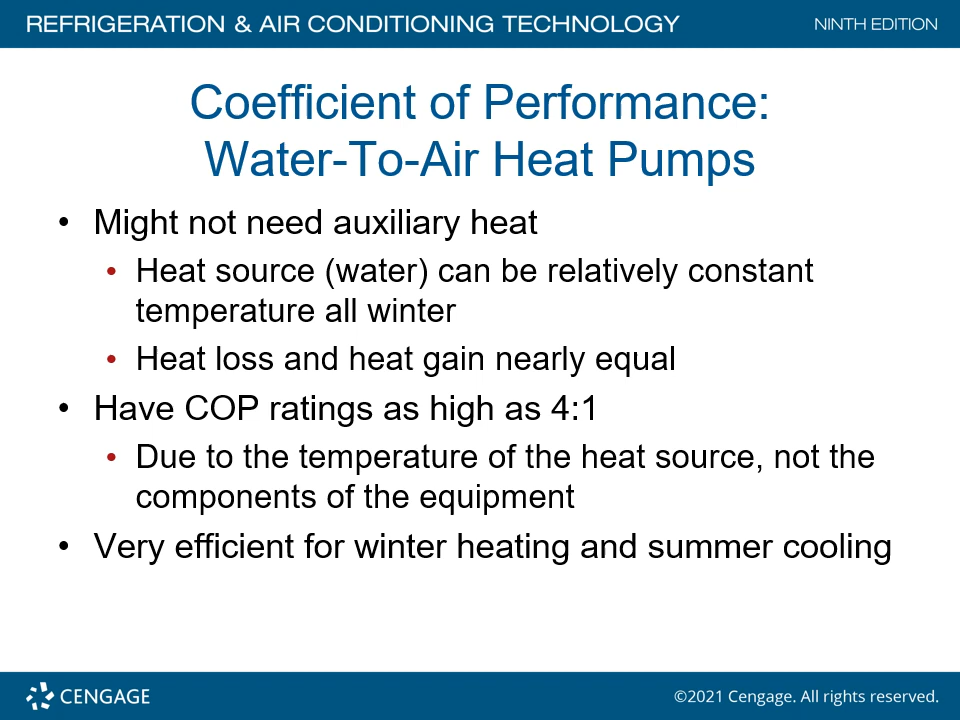 REFRIGERATION & AIR CONDITIONING TECHNOLOGY
NINTH EDITION
Coefficient of Performance:
Water-To-Air Heat Pumps
• Might not need auxiliary heat
• Heat source (water) can be relatively constant
temperature all winter
• Heat loss and heat gain nearly equal
• Have COP ratings as high as 4:1
• Due to the temperature of the heat source, not the
components of the equipment
• Very efficient for winter heating and summer cooling
CENGAGE
©2021 Cengage. All rights reserved.